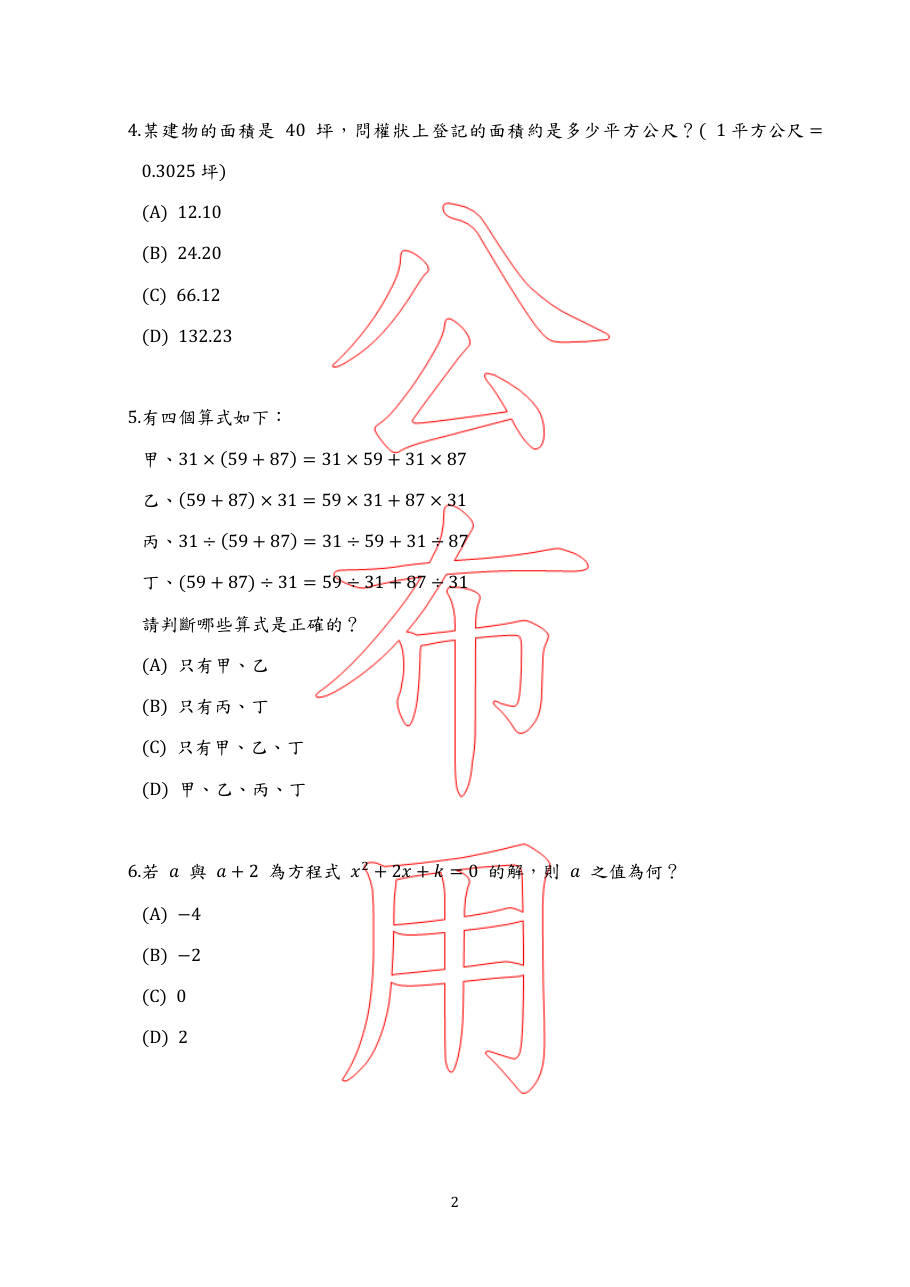 4.某建物的面積是 40 坪，問權狀上登記的面積約是多少平方公尺？( 1 平方公尺 =
0.3025 坪)
(A) 12.10
(B) 24.20
(C) 66.12
(D) 132.23
5.有四個算式如下：
甲、31 × (59 + 87) = 31 × 59 + 31 × 87
乙、(59 + 87) × 31 = 59 × 31 + 87 × 31
丙、31 ÷ (59 + 87) = 31 ÷ 59 + 31 ÷ 87
丁、(59 + 87) ÷ 31 = 59 ÷ 31 + 87 ÷ 31
請判斷哪些算式是正確的？
(A) 只有甲、乙
(B) 只有丙、丁
(C) 只有甲、乙、丁
(D) 甲、乙、丙、丁
6.若 a 與 a + 2 為方程式 x² + 2x + k = 0 的解，則 a 之值為何？
(A) −4
(B) −2
(C) 0
(D) 2
公
布
用
2